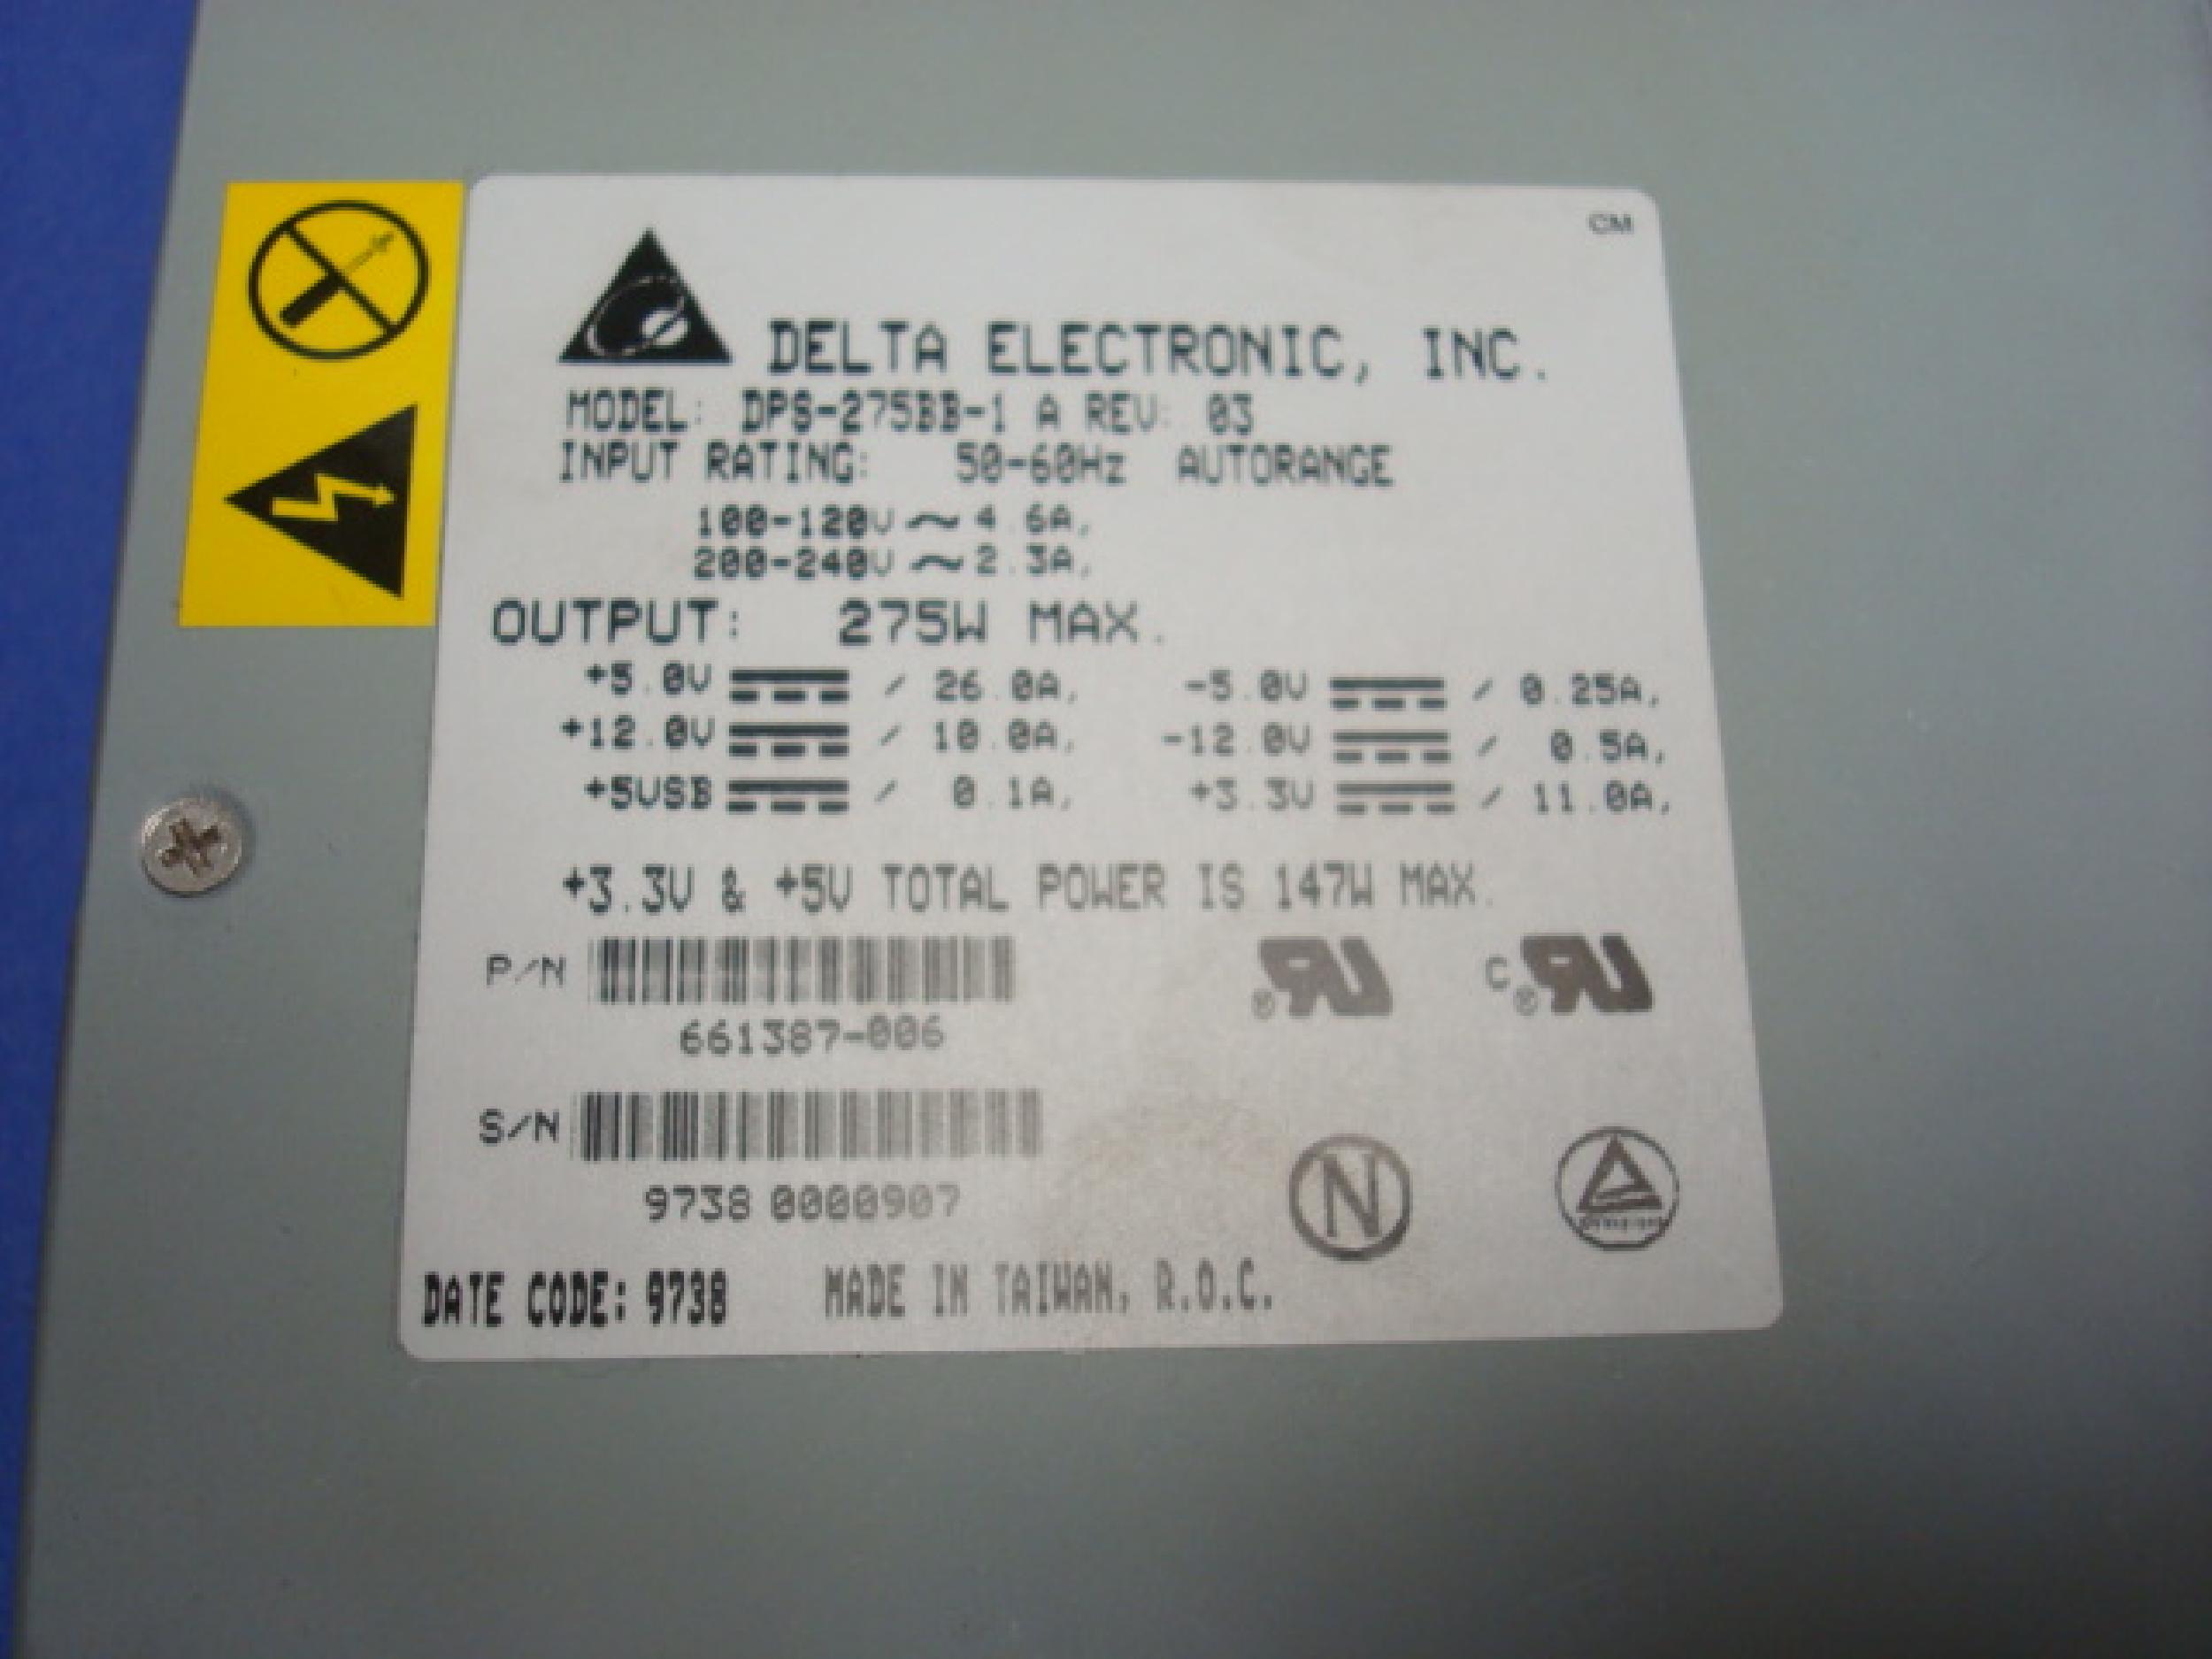 CM
DELTA ELECTRONIC, INC.
MODEL: DPS-275BB-1 A REV: 03
INPUT RATING: 50-60Hz AUTORANGE
100-120V ~ 4.6A,
200-240V ~ 2.3A,
OUTPUT: 275W MAX.
+5.0V / 26.0A, -5.0V / 0.25A,
+12.0V / 10.0A, -12.0V / 0.5A,
+5VSB / 0.1A, +3.3V / 11.0A,
+3.3V & +5V TOTAL POWER IS 147W MAX.
P/N
661387-006
S/N
9738 0000907
N
DATE CODE: 9738 MADE IN TAIWAN, R.O.C.